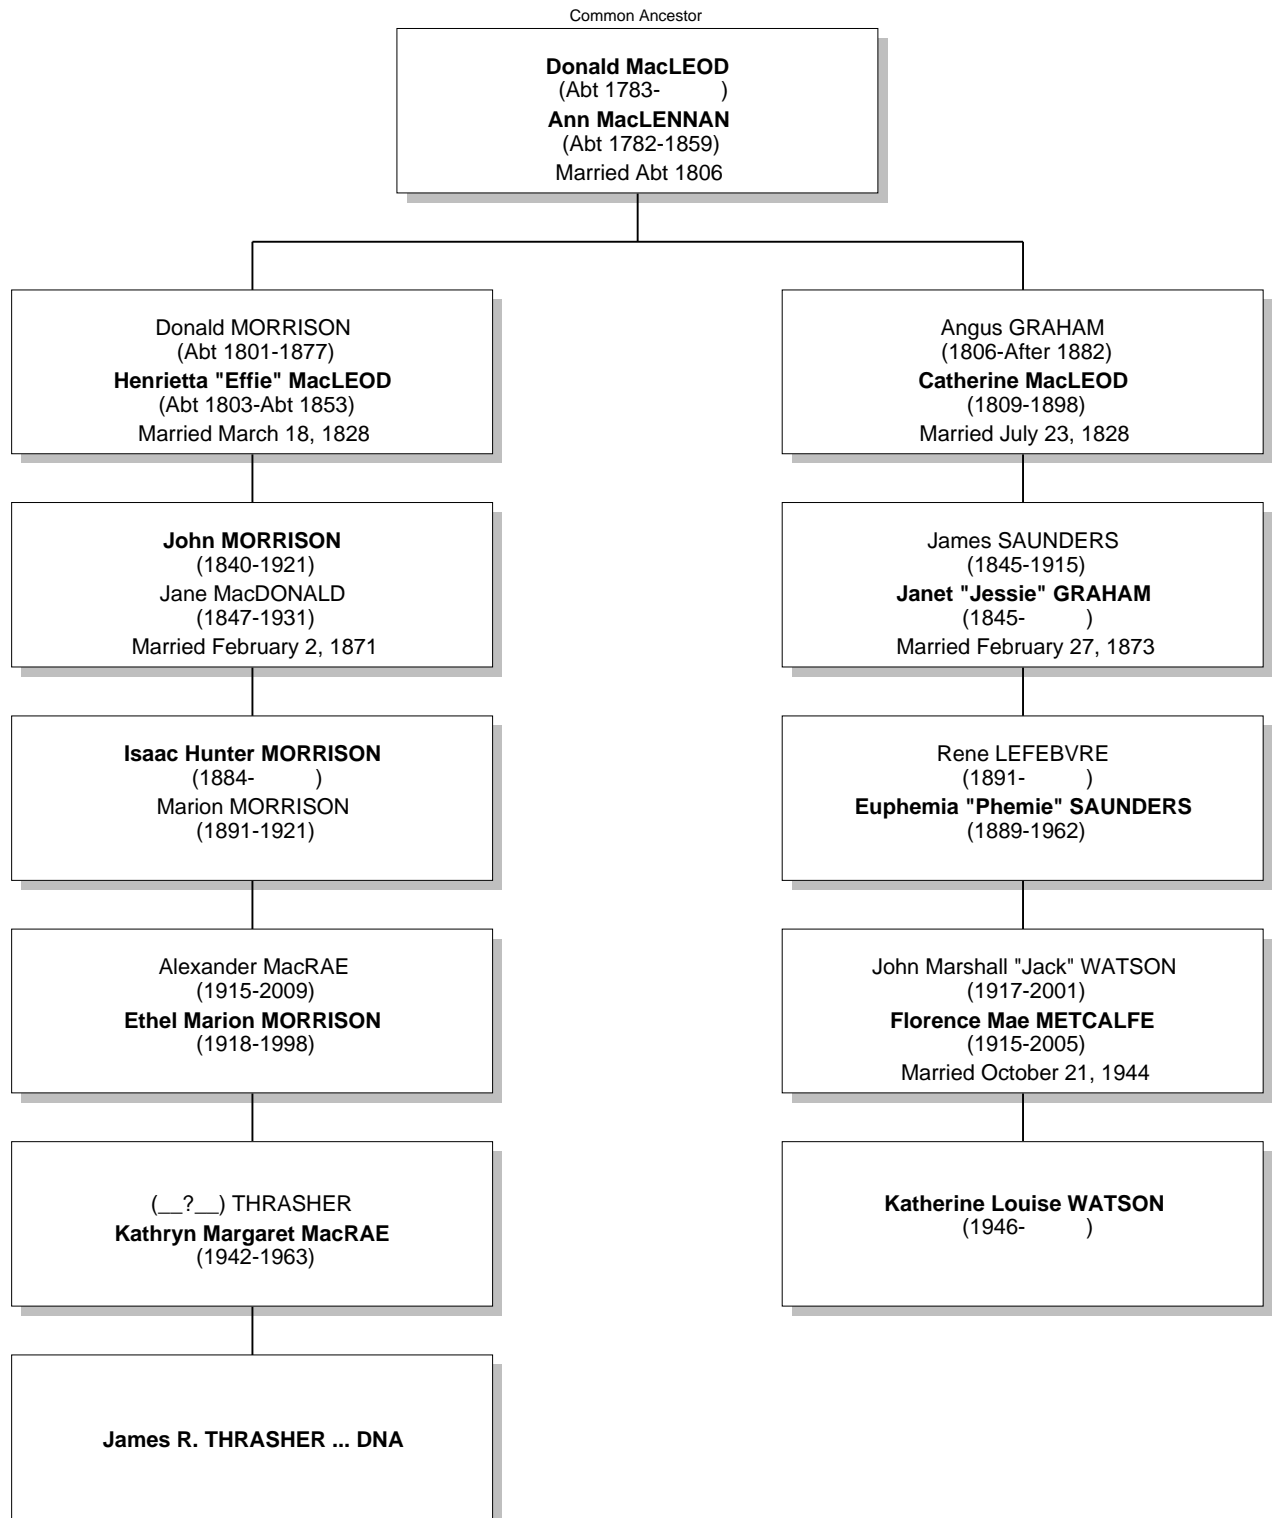 Common Ancestor
Donald MacLEOD
(Abt 1783- )
Ann MacLENNAN
(Abt 1782-1859)
Married Abt 1806
Donald MORRISON
(Abt 1801-1877)
Henrietta "Effie" MacLEOD
(Abt 1803-Abt 1853)
Married March 18, 1828
Angus GRAHAM
(1806-After 1882)
Catherine MacLEOD
(1809-1898)
Married July 23, 1828
John MORRISON
(1840-1921)
Jane MacDONALD
(1847-1931)
Married February 2, 1871
James SAUNDERS
(1845-1915)
Janet "Jessie" GRAHAM
(1845- )
Married February 27, 1873
Isaac Hunter MORRISON
(1884- )
Marion MORRISON
(1891-1921)
Rene LEFEBVRE
(1891- )
Euphemia "Phemie" SAUNDERS
(1889-1962)
Alexander MacRAE
(1915-2009)
Ethel Marion MORRISON
(1918-1998)
John Marshall "Jack" WATSON
(1917-2001)
Florence Mae METCALFE
(1915-2005)
Married October 21, 1944
(__?__) THRASHER
Kathryn Margaret MacRAE
(1942-1963)
Katherine Louise WATSON
(1946- )
James R. THRASHER ... DNA